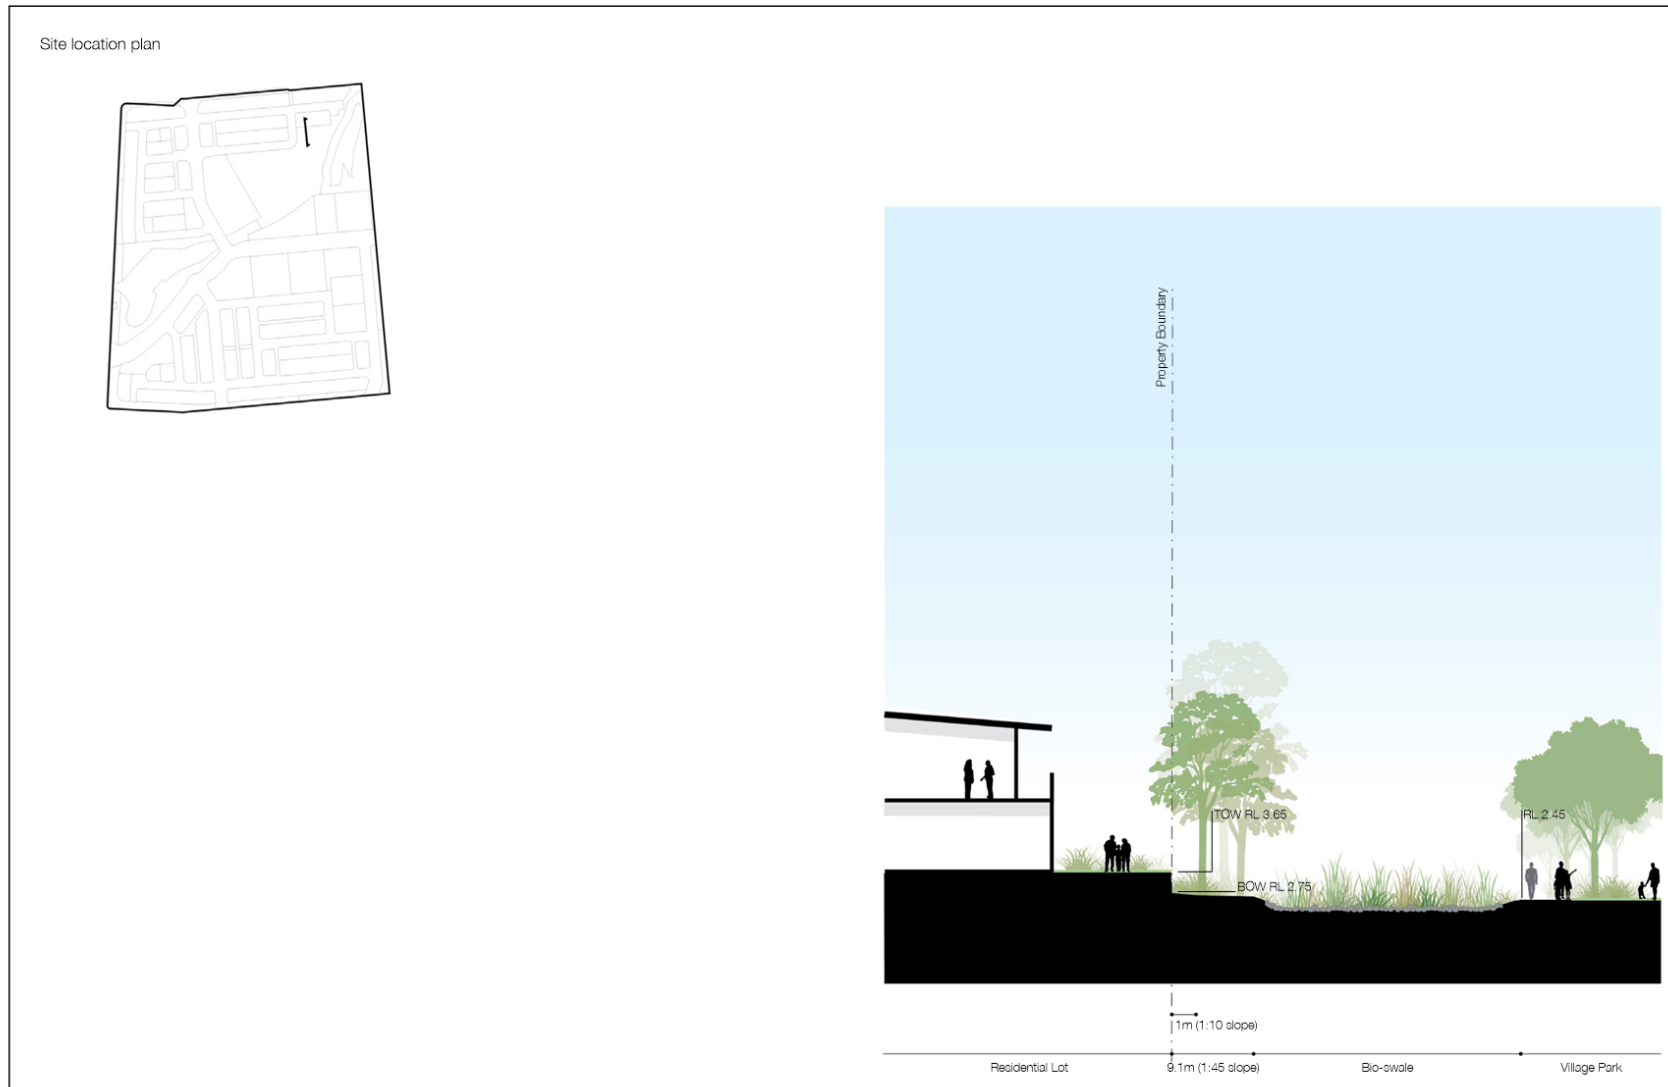 Site location plan
Property Boundary
TOW RL 3.65
RL 2.45
BOW RL 2.75
1m (1:10 slope)
Residential Lot
9.1m (1:45 slope)
Bio-swale
Village Park